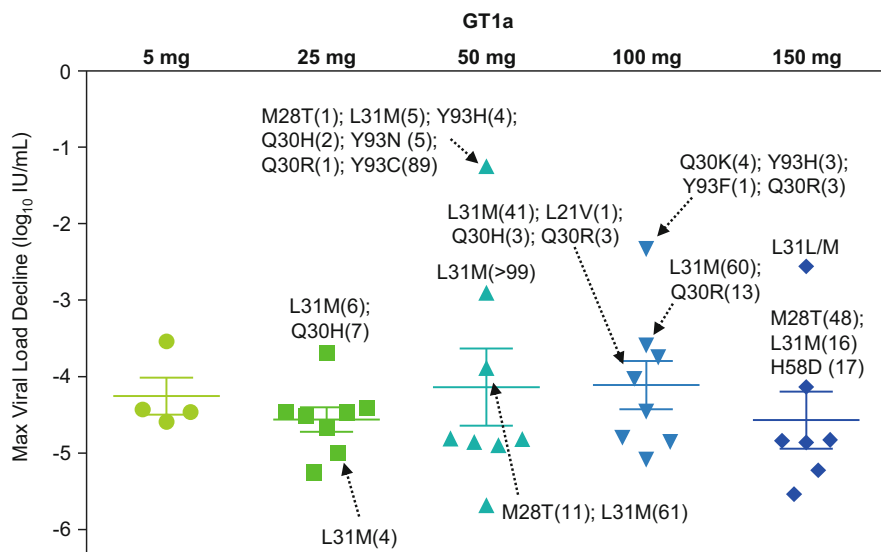 GT1a
5 mg 25 mg 50 mg 100 mg 150 mg
Max Viral Load Decline (log10 IU/mL)
0
-1
-2
-3
-4
-5
-6
M28T(1); L31M(5); Y93H(4);
Q30H(2); Y93N (5);
Q30R(1); Y93C(89)
Q30K(4); Y93H(3);
Y93F(1); Q30R(3)
L31M(41); L21V(1);
Q30H(3); Q30R(3)
L31M(>99)
L31M(60);
Q30R(13)
L31L/M
L31M(6);
Q30H(7)
M28T(48);
L31M(16)
H58D (17)
M28T(11); L31M(61)
L31M(4)